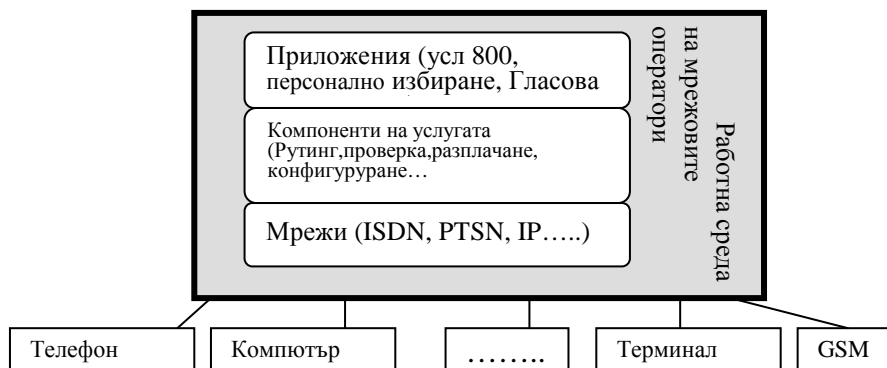 Приложения (усл 800,
персонално избиране, Гласова
Компоненти на услугата
(Рутинг,проверка,разплачане,
конфигуруране…
Мрежи (ISDN, PTSN, IP…..)
Работна среда
на мрежовите
оператори
Телефон
Компютър
……..
Терминал
GSM